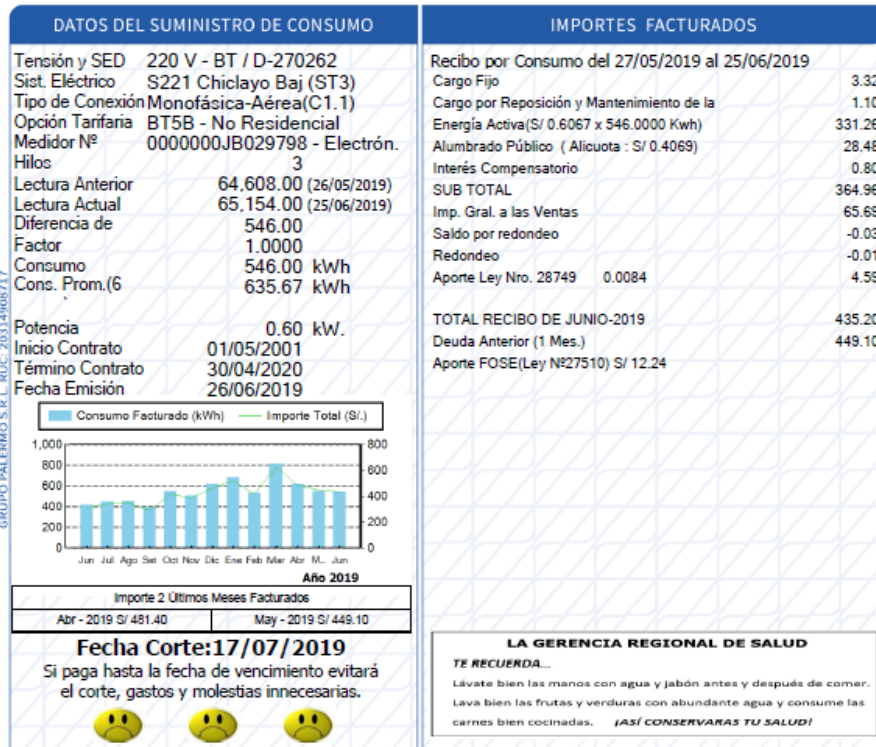 DATOS DEL SUMINISTRO DE CONSUMO
Tensión y SED 220 V - BT / D-270262
Sist. Eléctrico S221 Chiclayo Baj (ST3)
Tipo de Conexión Monofásica-Aérea(C1.1)
Opción Tarifaria BT5B - No Residencial
Medidor Nº 0000000JB029798 - Electrón.
Hilos 3
Lectura Anterior 64,608.00 (26/05/2019)
Lectura Actual 65,154.00 (25/06/2019)
Diferencia de 546.00
Factor 1.0000
Consumo 546.00 kWh
Cons. Prom.(6 635.67 kWh
Potencia 0.60 kW.
Inicio Contrato 01/05/2001
Término Contrato 30/04/2020
Fecha Emisión 26/06/2019
Consumo Facturado (kWh) Importe Total (S/.)
1,000 800
800 600
600 400
400 200
200
0 0
Jun Jul Ago Set Oct Nov Dic Ene Feb Mar Abr M... Jun
Año 2019
Importe 2 Últimos Meses Facturados
Abr - 2019 S/ 481.40 May - 2019 S/ 449.10
Fecha Corte:17/07/2019
Si paga hasta la fecha de vencimiento evitará
el corte, gastos y molestias innecesarias.
GRUPO PALERMO S.R.L. RUC: 20314908717
IMPORTES FACTURADOS
Recibo por Consumo del 27/05/2019 al 25/06/2019
Cargo Fijo 3.32
Cargo por Reposición y Mantenimiento de la 1.10
Energía Activa(S/ 0.6067 x 546.0000 Kwh) 331.26
Alumbrado Público ( Alicuota : S/ 0.4069) 28.48
Interés Compensatorio 0.80
SUB TOTAL 364.96
Imp. Gral. a las Ventas 65.69
Saldo por redondeo -0.03
Redondeo -0.01
Aporte Ley Nro. 28749 0.0084 4.59
TOTAL RECIBO DE JUNIO-2019 435.20
Deuda Anterior (1 Mes.) 449.10
Aporte FOSE(Ley Nº27510) S/ 12.24
LA GERENCIA REGIONAL DE SALUD
TE RECUERDA...
Lávate bien las manos con agua y jabón antes y después de comer.
Lava bien las frutas y verduras con abundante agua y consume las
carnes bien cocinadas. ¡ASÍ CONSERVARAS TU SALUD!